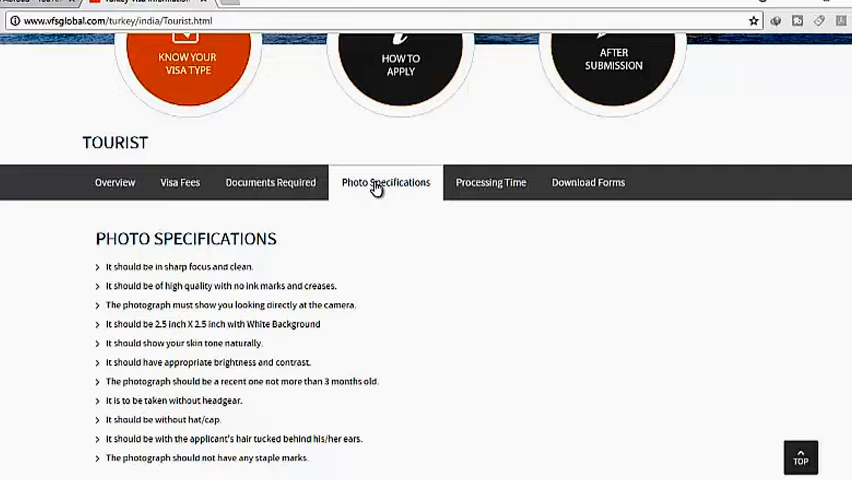 www.vfsglobal.com/turkey/india/Tourist.html
KNOW YOUR
VISA TYPE
HOW TO
APPLY
AFTER
SUBMISSION
TOURIST
Overview Visa Fees Documents Required Photo Specifications Processing Time Download Forms
PHOTO SPECIFICATIONS
It should be in sharp focus and clean.
It should be of high quality with no ink marks and creases.
The photograph must show you looking directly at the camera.
It should be 2.5 inch X 2.5 inch with White Background
It should show your skin tone naturally.
It should have appropriate brightness and contrast.
The photograph should be a recent one not more than 3 months old.
It is to be taken without headgear.
It should be without hat/cap.
It should be with the applicant's hair tucked behind his/her ears.
The photograph should not have any staple marks.
TOP